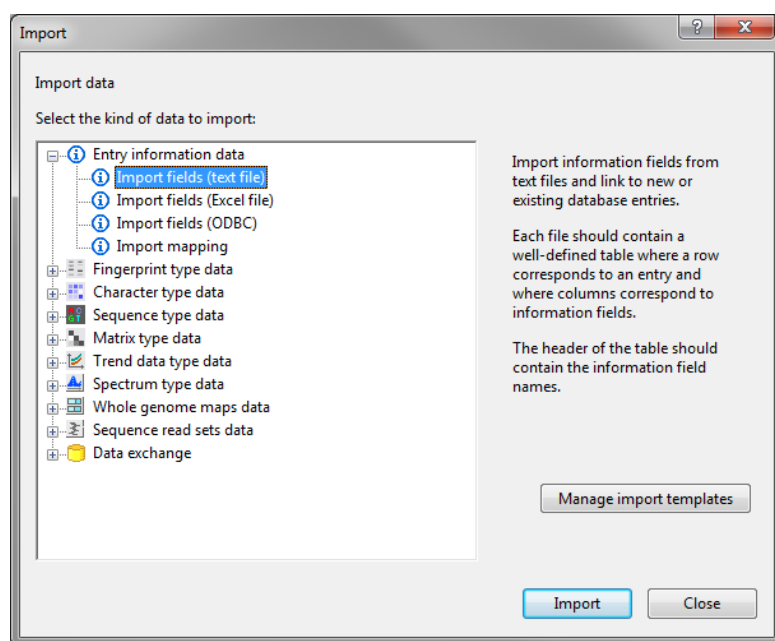 Import
Import data
Select the kind of data to import:
Entry information data
Import fields (text file)
Import fields (Excel file)
Import fields (ODBC)
Import mapping
Fingerprint type data
Character type data
Sequence type data
Matrix type data
Trend data type data
Spectrum type data
Whole genome maps data
Sequence read sets data
Data exchange
Import information fields from
text files and link to new or
existing database entries.
Each file should contain a
well-defined table where a row
corresponds to an entry and
where columns correspond to
information fields.
The header of the table should
contain the information field
names.
Manage import templates
Import
Close